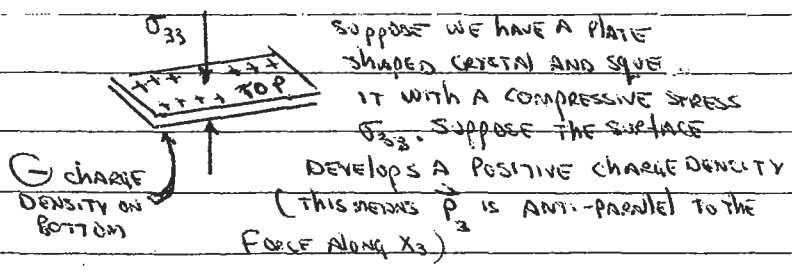 σ33
SUPPOSE WE HAVE A PLATE
SHAPED CRYSTAL AND SQUE
+++ +++
++++ TOP
IT WITH A COMPRESSIVE STRESS
σ33. SUPPOSE THE SURFACE
⊖ CHARGE
DENSITY ON
BOTTOM
DEVELOPS A POSITIVE CHARGE DENSITY
(THIS MEANS P⃗3 IS ANTI-PARALLEL TO THE
FORCE ALONG X3)